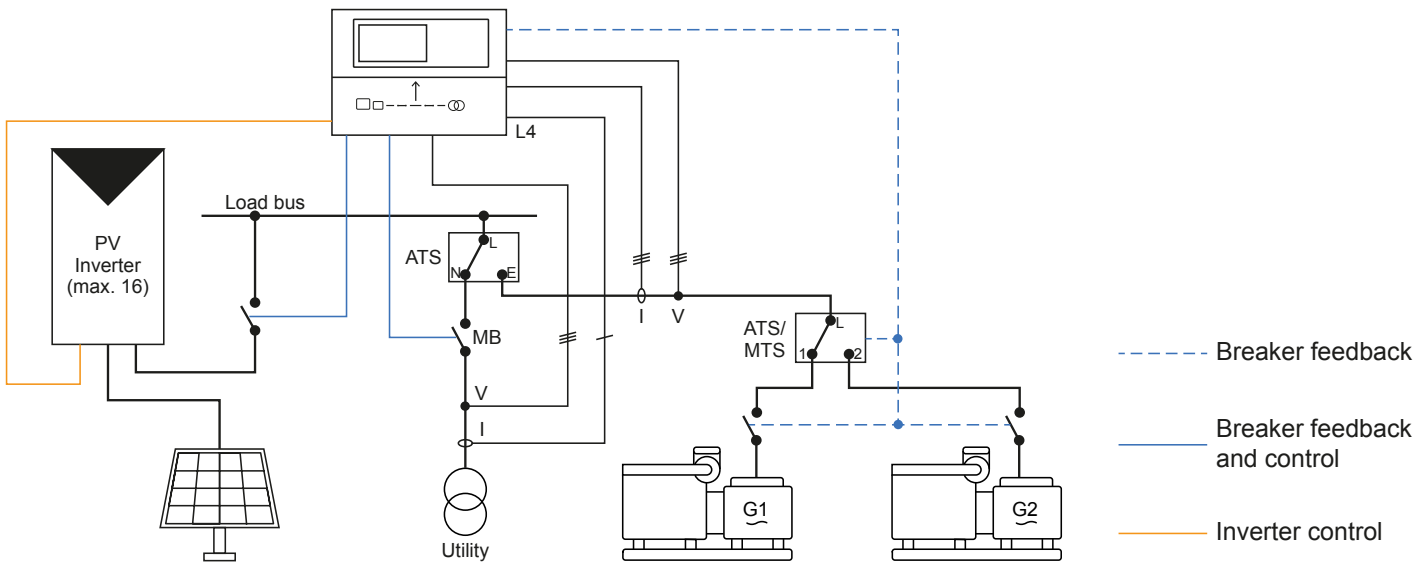 L4
Load bus
PV
Inverter
(max. 16)
ATS
L
N
E
MB
I
V
ATS/
MTS
L
1
2
V
I
G1
G2
Utility
Breaker feedback
Breaker feedback
and control
Inverter control